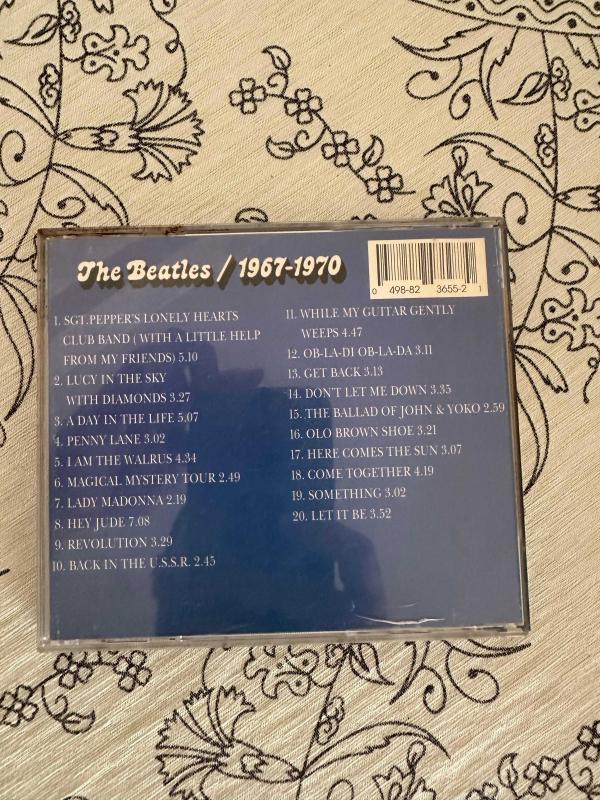 The Beatles / 1967-1970
0 498-82 3655-2 1
1. SGT.PEPPER'S LONELY HEARTS
CLUB BAND ( WITH A LITTLE HELP
FROM MY FRIENDS) 5.10
2. LUCY IN THE SKY
WITH DIAMONDS 3.27
3. A DAY IN THE LIFE 5.07
4. PENNY LANE 3.02
5. I AM THE WALRUS 4.34
6. MAGICAL MYSTERY TOUR 2.49
7. LADY MADONNA 2.19
8. HEY JUDE 7.08
9. REVOLUTION 3.29
10. BACK IN THE U.S.S.R. 2.45
11. WHILE MY GUITAR GENTLY
WEEPS 4.47
12. OB-LA-DI OB-LA-DA 3.11
13. GET BACK 3.13
14. DON'T LET ME DOWN 3.35
15. THE BALLAD OF JOHN & YOKO 2.59
16. OLO BROWN SHOE 3.21
17. HERE COMES THE SUN 3.07
18. COME TOGETHER 4.19
19. SOMETHING 3.02
20. LET IT BE 3.52